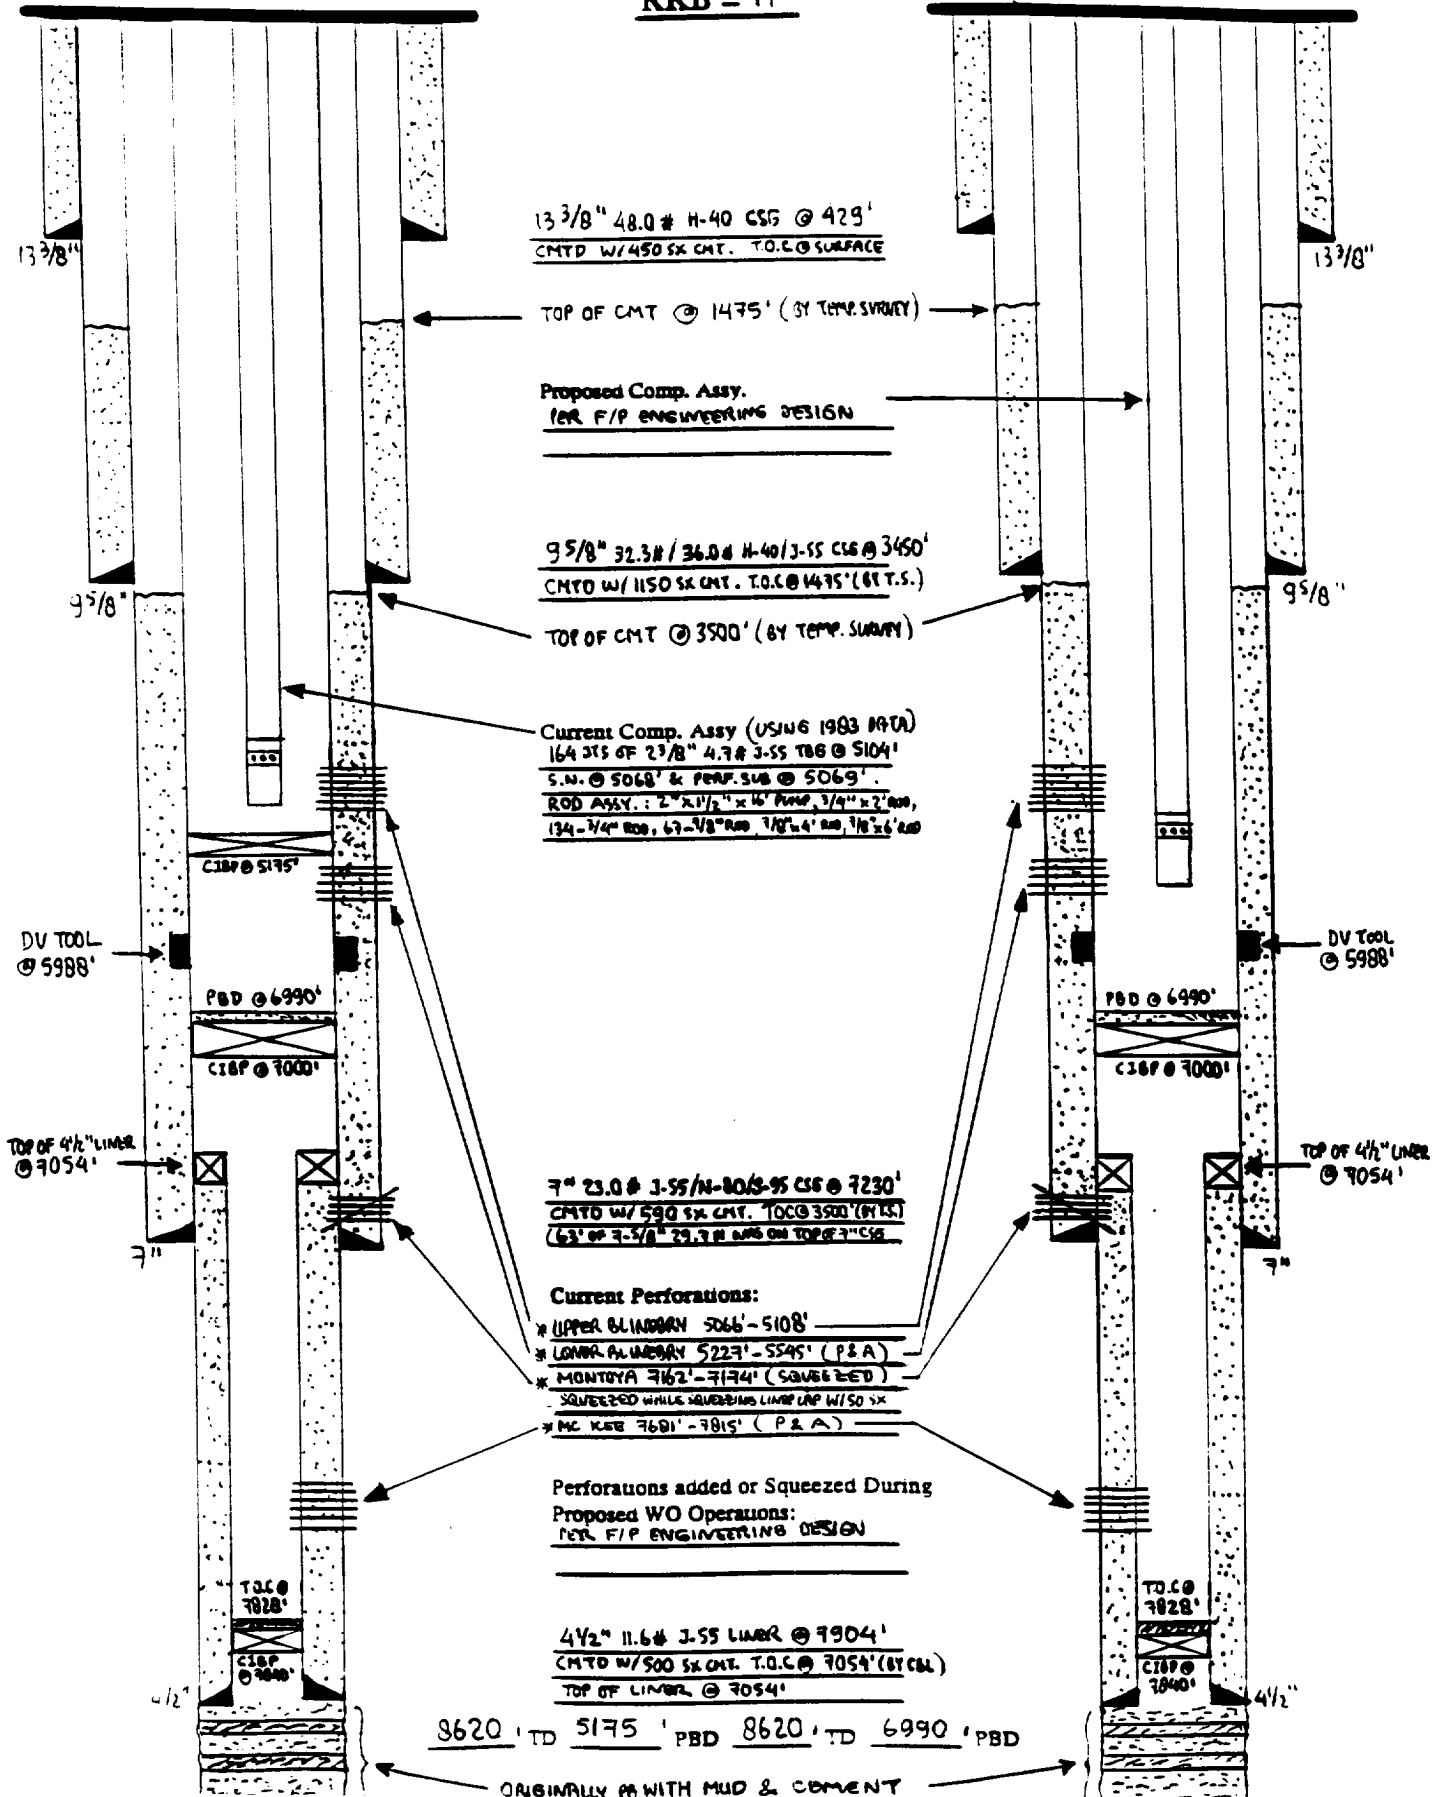 RKB = 11'
13 3/8" 48.0 # H-40 CSG @ 429'
CMTD W/450 SX CMT. T.O.C @ SURFACE
13 3/8"
13 3/8"
TOP OF CMT @ 1475' (BY TEMP. SURVEY)
Proposed Comp. Assy.
PER F/P ENGINEERING DESIGN
9 5/8" 32.3# / 36.0# H-40/J-55 CSG @ 3450'
CMTD W/ 1150 SX CMT. T.O.C @ 1475' (BY T.S.)
9 5/8"
9 5/8"
TOP OF CMT @ 3500' (BY TEMP. SURVEY)
Current Comp. Assy (USING 1983 DATA)
164 JTS OF 2 3/8" 4.7# J-55 TBG @ 5104'
S.N. @ 5068' & PERF. SUB @ 5069'.
ROD ASSY. : 2" x 1 1/2" x 16' PUMP, 3/4" x 2' ROD,
134 - 3/4" ROD, 67 - 7/8" ROD, 7/8" x 4' ROD, 7/8" x 6' ROD
CIBP @ 5175'
DV TOOL
@ 5988'
DV TOOL
@ 5988'
PBD @ 6990'
PBD @ 6990'
CIBP @ 7000'
CIBP @ 7000'
TOP OF 4 1/2" LINER
@ 7054'
TOP OF 4 1/2" LINER
@ 7054'
7" 23.0 # J-55/N-80/S-95 CSG @ 7230'
CMTD W/ 590 SX CMT. TOC @ 3500' (BY T.S.)
(63' OF 7-5/8" 29.7# WAS ON TOP OF 7" CSG
7"
7"
Current Perforations:
* UPPER BLINEBRY 5066' - 5108'
* LOWER BLINEBRY 5227' - 5545' (P & A)
* MONTOYA 7162' - 7174' (SQUEEZED)
SQUEEZED WHILE SQUEEZING LINER LAP W/50 SX
* MC KEE 7681' - 7815' (P & A)
Perforations added or Squeezed During
Proposed WO Operations:
PER F/P ENGINEERING DESIGN
T.O.C @
7828'
T.O.C @
7828'
4 1/2" 11.6# J-55 LINER @ 7904'
CMTD W/500 SX CMT. T.O.C @ 7054' (BY CBL)
TOP OF LINER @ 7054'
CIBP
@ 7840'
CIBP @
7840'
4 1/2"
4 1/2"
8620 ' TD 5175 ' PBD 8620 ' TD 6990 ' PBD
ORIGINALLY PB WITH MUD & CEMENT